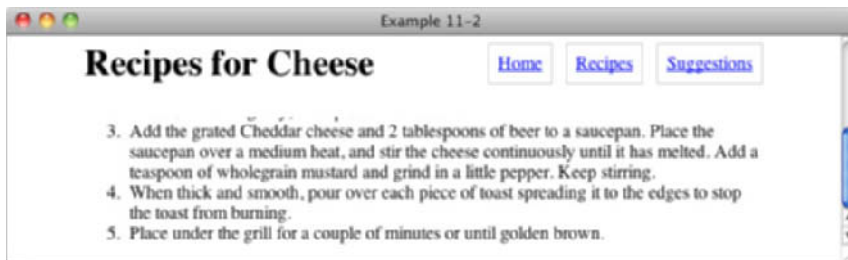 Example 11-2
Recipes for Cheese
Home Recipes Suggestions
3. Add the grated Cheddar cheese and 2 tablespoons of beer to a saucepan. Place the
saucepan over a medium heat, and stir the cheese continuously until it has melted. Add a
teaspoon of wholegrain mustard and grind in a little pepper. Keep stirring.
4. When thick and smooth, pour over each piece of toast spreading it to the edges to stop
the toast from burning.
5. Place under the grill for a couple of minutes or until golden brown.